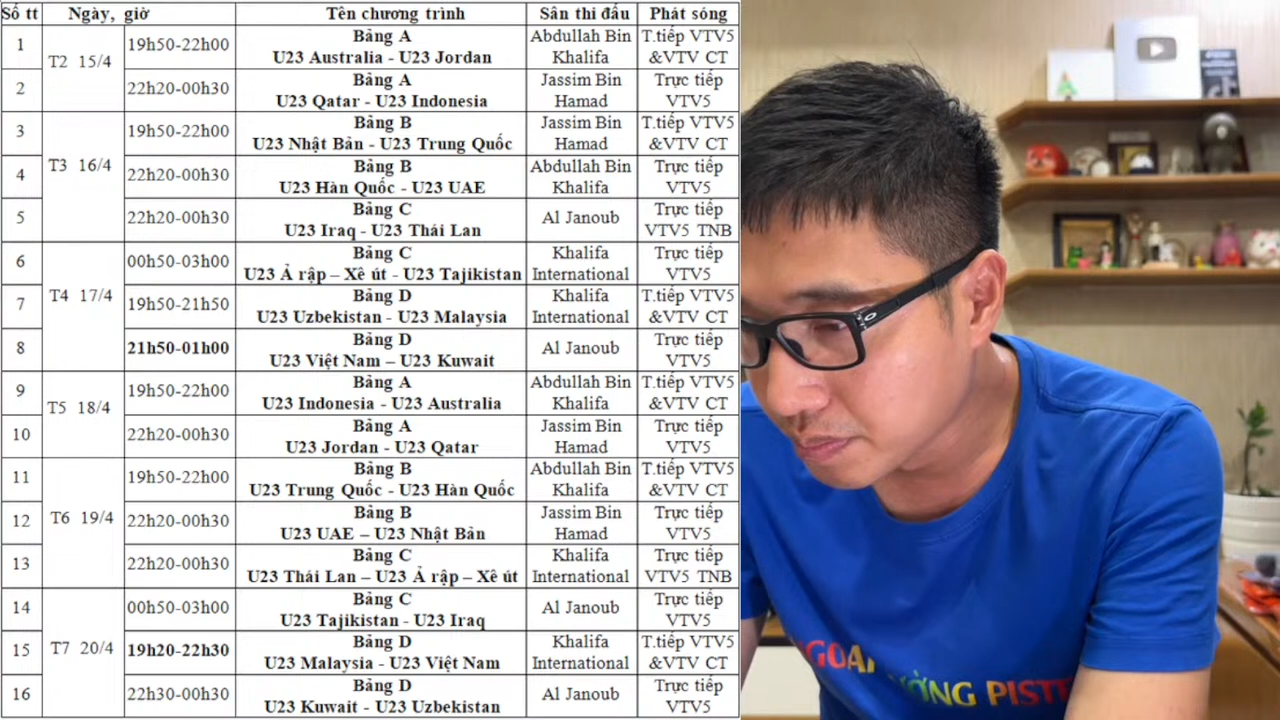 Số tt Ngày, giờ Tên chương trình Sân thi đấu Phát sóng
1 T2 15/4 19h50-22h00 Bảng A Abdullah Bin T.tiếp VTV5
U23 Australia - U23 Jordan Khalifa &VTV CT
2 22h20-00h30 Bảng A Jassim Bin Trực tiếp
U23 Qatar - U23 Indonesia Hamad VTV5
3 T3 16/4 19h50-22h00 Bảng B Jassim Bin T.tiếp VTV5
U23 Nhật Bản - U23 Trung Quốc Hamad &VTV CT
4 22h20-00h30 Bảng B Abdullah Bin Trực tiếp
U23 Hàn Quốc - U23 UAE Khalifa VTV5
5 22h20-00h30 Bảng C Al Janoub Trực tiếp
U23 Iraq - U23 Thái Lan VTV5 TNB
6 T4 17/4 00h50-03h00 Bảng C Khalifa Trực tiếp
U23 Ả rập – Xê út - U23 Tajikistan International VTV5
7 19h50-21h50 Bảng D Khalifa T.tiếp VTV5
U23 Uzbekistan - U23 Malaysia International &VTV CT
8 21h50-01h00 Bảng D Al Janoub Trực tiếp
U23 Việt Nam – U23 Kuwait VTV5
9 T5 18/4 19h50-22h00 Bảng A Abdullah Bin T.tiếp VTV5
U23 Indonesia - U23 Australia Khalifa &VTV CT
10 22h20-00h30 Bảng A Jassim Bin Trực tiếp
U23 Jordan - U23 Qatar Hamad VTV5
11 T6 19/4 19h50-22h00 Bảng B Abdullah Bin T.tiếp VTV5
U23 Trung Quốc - U23 Hàn Quốc Khalifa &VTV CT
12 22h20-00h30 Bảng B Jassim Bin Trực tiếp
U23 UAE – U23 Nhật Bản Hamad VTV5
13 22h20-00h30 Bảng C Khalifa Trực tiếp
U23 Thái Lan – U23 Ả rập – Xê út International VTV5 TNB
14 T7 20/4 00h50-03h00 Bảng C Al Janoub Trực tiếp
U23 Tajikistan - U23 Iraq VTV5
15 19h20-22h30 Bảng D Khalifa T.tiếp VTV5
U23 Malaysia - U23 Việt Nam International &VTV CT
16 22h30-00h30 Bảng D Al Janoub Trực tiếp
U23 Kuwait - U23 Uzbekistan VTV5